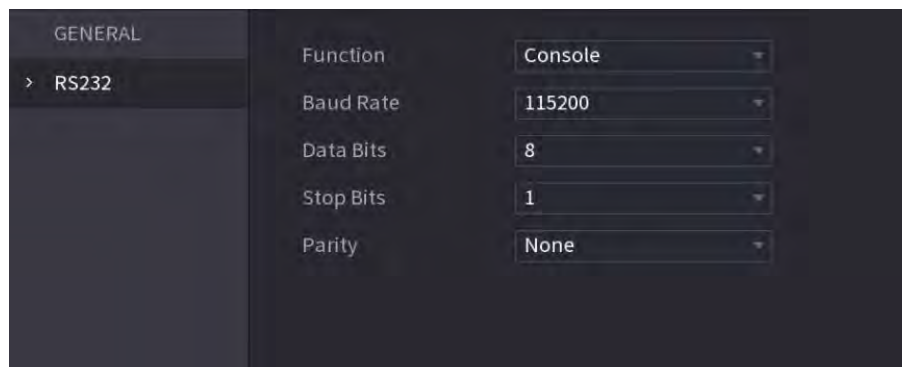 GENERAL
> RS232
Function Console
Baud Rate 115200
Data Bits 8
Stop Bits 1
Parity None